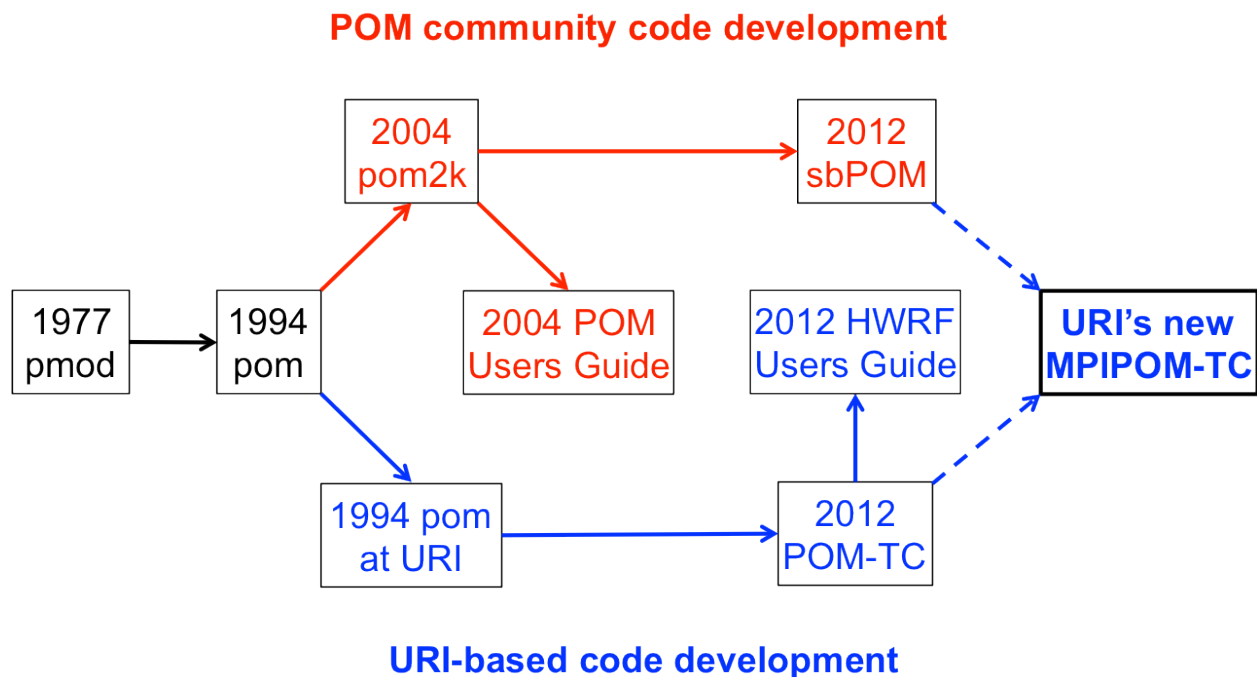 POM community code development
2004
pom2k
2012
sbPOM
1977
pmod
1994
pom
2004 POM
Users Guide
2012 HWRF
Users Guide
URI’s new
MPIPOM-TC
1994 pom
at URI
2012
POM-TC
URI-based code development